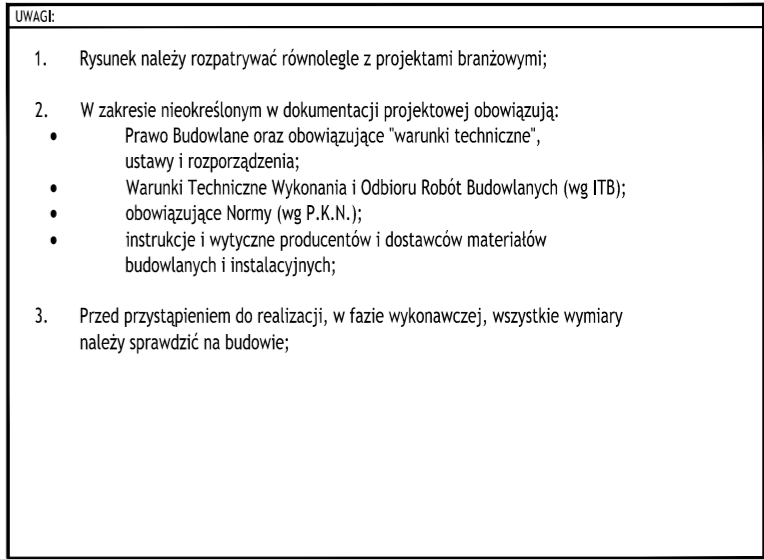 UWAGI:
1. Rysunek należy rozpatrywać równolegle z projektami branżowymi;
2. W zakresie nieokreślonym w dokumentacji projektowej obowiązują:
• Prawo Budowlane oraz obowiązujące "warunki techniczne",
ustawy i rozporządzenia;
• Warunki Techniczne Wykonania i Odbioru Robót Budowlanych (wg ITB);
• obowiązujące Normy (wg P.K.N.);
• instrukcje i wytyczne producentów i dostawców materiałów
budowlanych i instalacyjnych;
3. Przed przystąpieniem do realizacji, w fazie wykonawczej, wszystkie wymiary
należy sprawdzić na budowie;